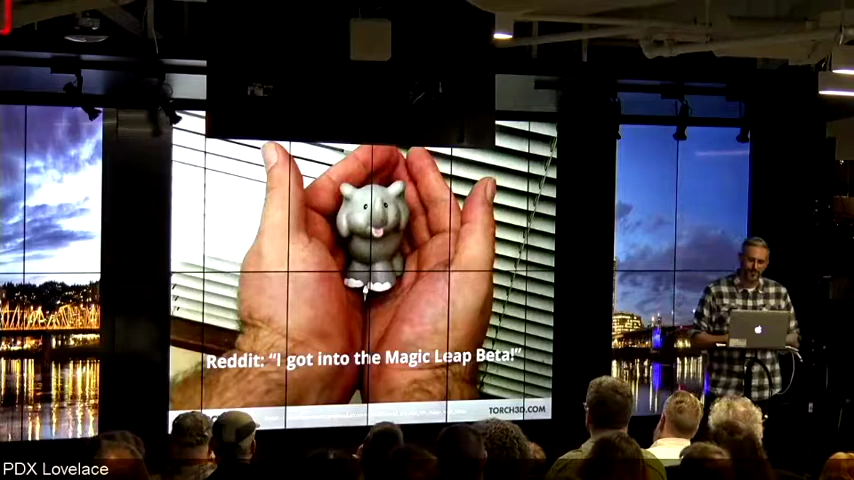 Reddit: “I got into the Magic Leap Beta!”
TORCH3D.COM
PDX Lovelace